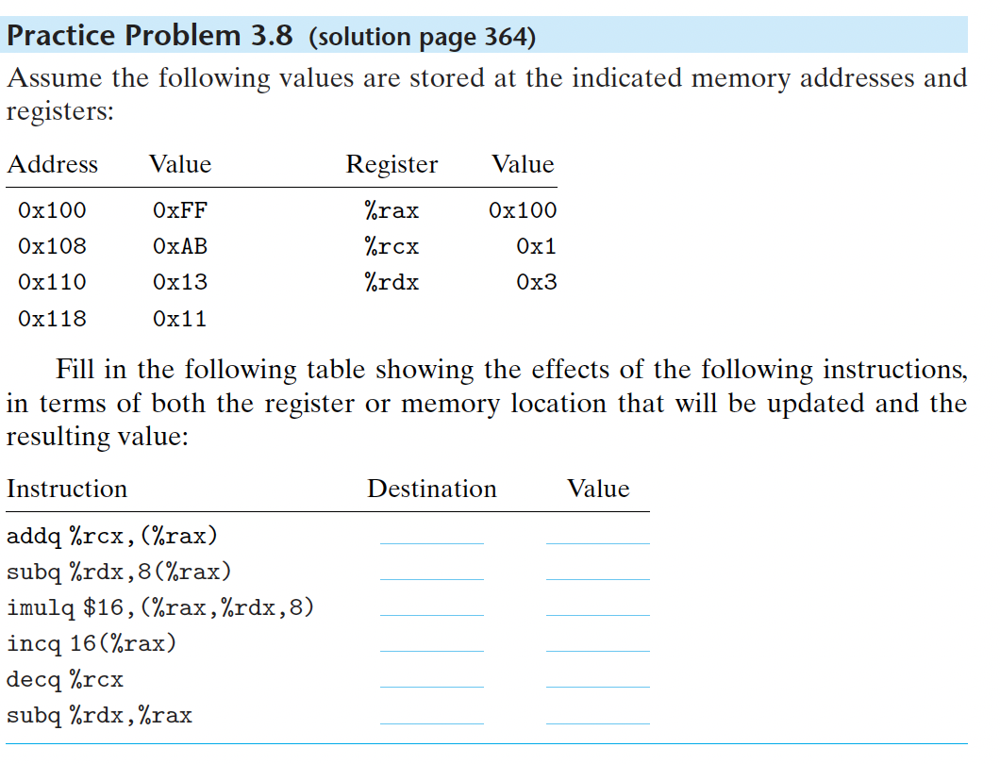 Practice Problem 3.8 (solution page 364)
Assume the following values are stored at the indicated memory addresses and
registers:
Address Value Register Value
0x100 0xFF %rax 0x100
0x108 0xAB %rcx 0x1
0x110 0x13 %rdx 0x3
0x118 0x11
Fill in the following table showing the effects of the following instructions,
in terms of both the register or memory location that will be updated and the
resulting value:
Instruction Destination Value
addq %rcx,(%rax)
subq %rdx,8(%rax)
imulq $16,(%rax,%rdx,8)
incq 16(%rax)
decq %rcx
subq %rdx,%rax